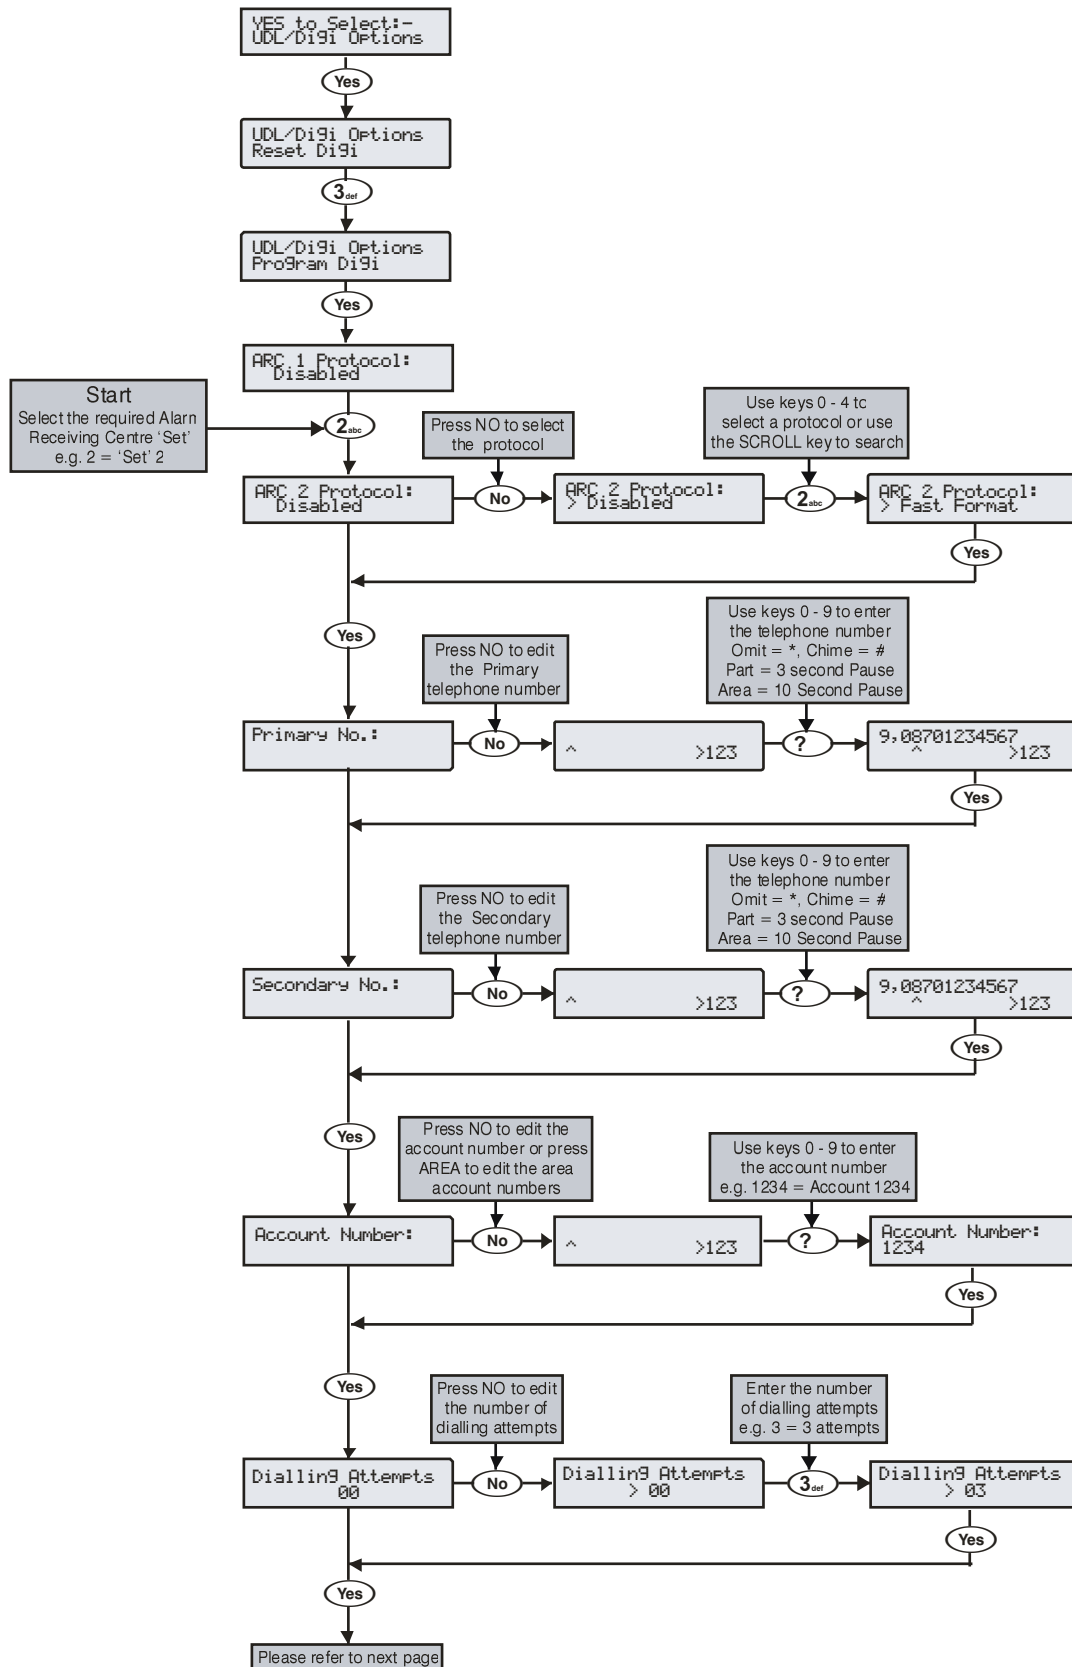 YES to Select:-
UDL/Digi Options
Yes
UDL/Digi Options
Reset Digi
3def
UDL/Digi Options
Program Digi
Yes
ARC 1 Protocol:
Disabled
Start
Select the required Alarn
Receiving Centre ‘Set’
e.g. 2 = ‘Set’ 2
2abc
Press NO to select
the protocol
Use keys 0 - 4 to
select a protocol or use
the SCROLL key to search
ARC 2 Protocol:
Disabled
No
ARC 2 Protocol:
> Disabled
2abc
ARC 2 Protocol:
> Fast Format
Yes
Yes
Press NO to edit
the Primary
telephone number
Use keys 0 - 9 to enter
the telephone number
Omit = *, Chime = #
Part = 3 second Pause
Area = 10 Second Pause
Primary No.:
No
^ >123
?
9,08701234567
^ >123
Yes
Press NO to edit
the Secondary
telephone number
Use keys 0 - 9 to enter
the telephone number
Omit = *, Chime = #
Part = 3 second Pause
Area = 10 Second Pause
Secondary No.:
No
^ >123
?
9,08701234567
^ >123
Yes
Yes
Press NO to edit the
account number or press
AREA to edit the area
account numbers
Use keys 0 - 9 to enter
the account number
e.g. 1234 = Account 1234
Account Number:
No
^ >123
?
Account Number:
1234
Yes
Yes
Press NO to edit
the number of
dialling attempts
Enter the number
of dialling attempts
e.g. 3 = 3 attempts
Dialling Attempts
00
No
Dialling Attempts
> 00
3def
Dialling Attempts
> 03
Yes
Yes
Please refer to next page